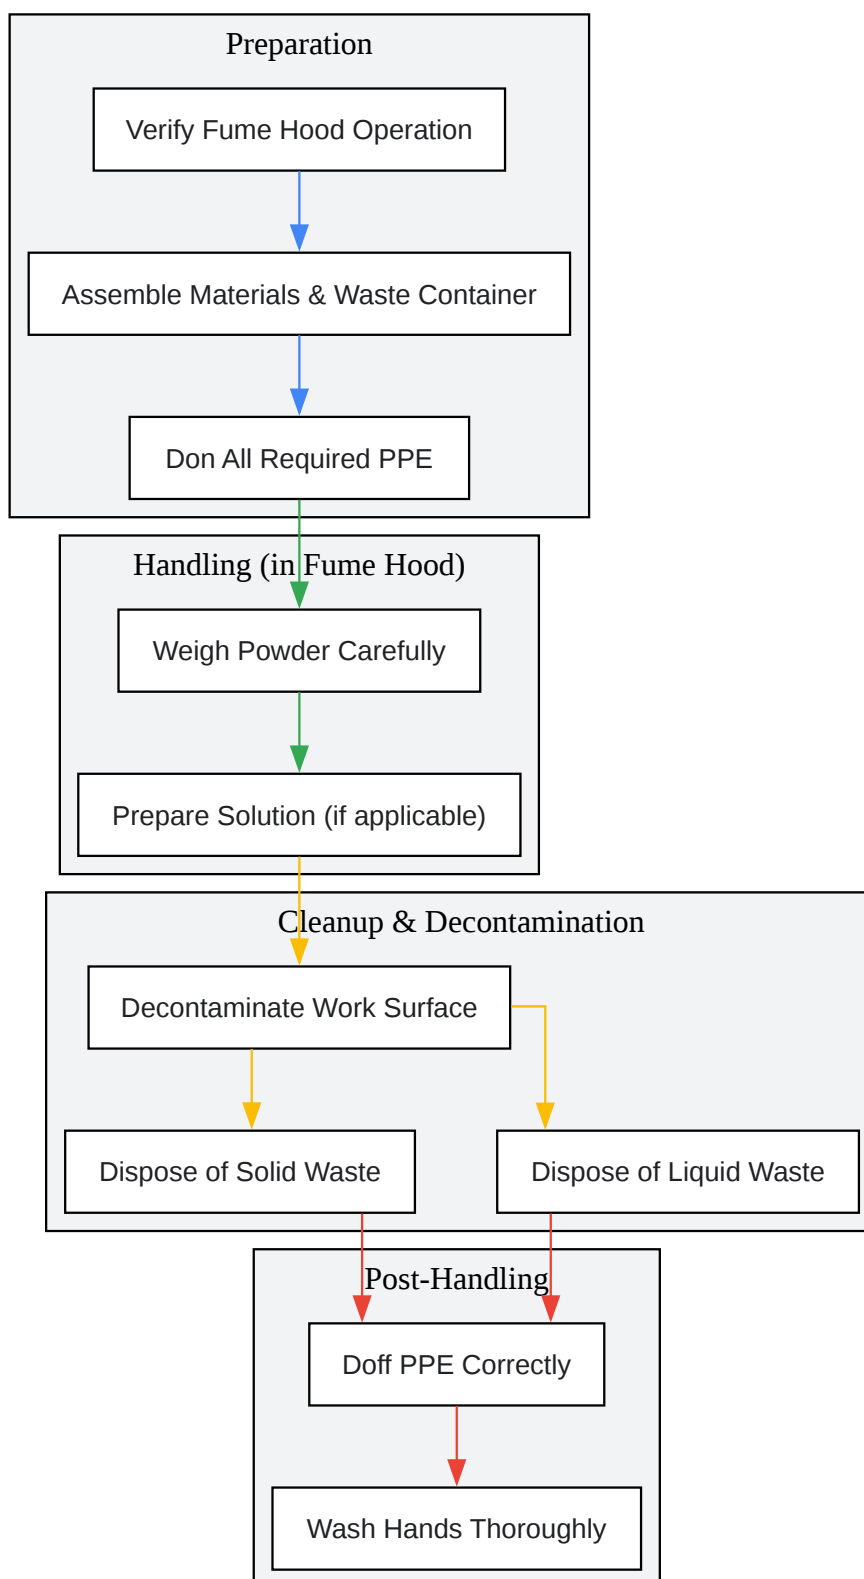 Preparation
Verify Fume Hood Operation
Assemble Materials & Waste Container
Don All Required PPE
Handling (in Fume Hood)
Weigh Powder Carefully
Prepare Solution (if applicable)
Cleanup & Decontamination
Decontaminate Work Surface
Dispose of Solid Waste
Dispose of Liquid Waste
Post-Handling
Doff PPE Correctly
Wash Hands Thoroughly